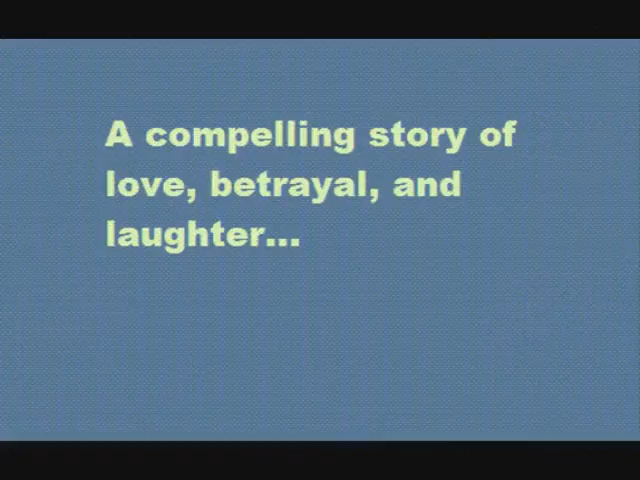 A compelling story of
love, betrayal, and
laughter...